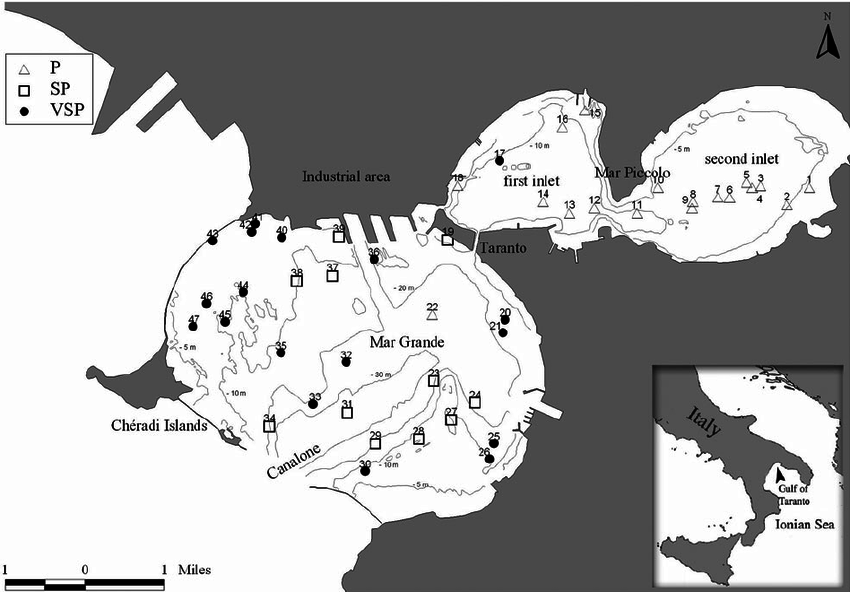 N
P
SP
VSP
15
16
- 10 m
17
- 5 m
second inlet
Industrial area
Mar Piccolo
first inlet
18
10
5
3
1
8
7
6
4
9
2
14
13
12
11
41
42
43
40
39
19
Taranto
36
38
37
- 20 m
44
46
45
47
22
20
21
- 5 m
Mar Grande
35
32
- 30 m
23
- 10 m
33
31
24
27
Chéradi Islands
34
28
29
25
26
Canalone
30
- 10m
- 5 m
Italy
Gulf of
Taranto
Ionian Sea
1
0
1
Miles